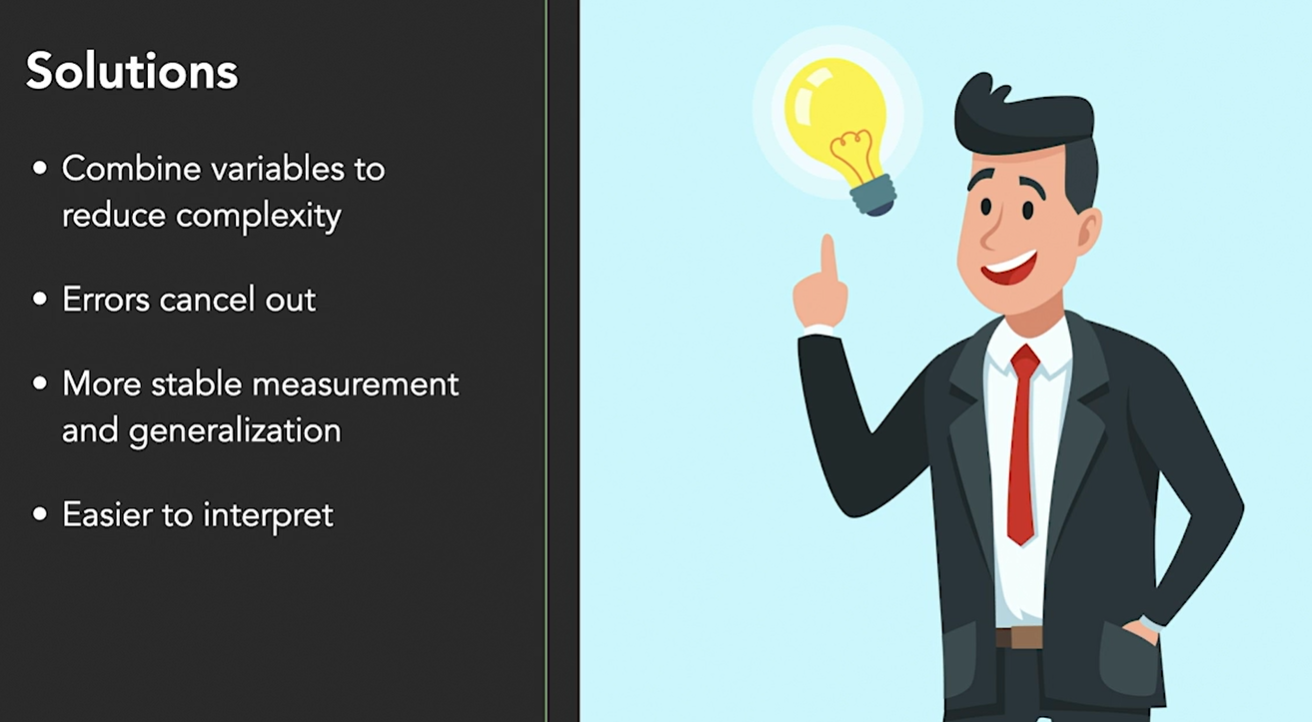 Solutions
• Combine variables to
reduce complexity
• Errors cancel out
• More stable measurement
and generalization
• Easier to interpret